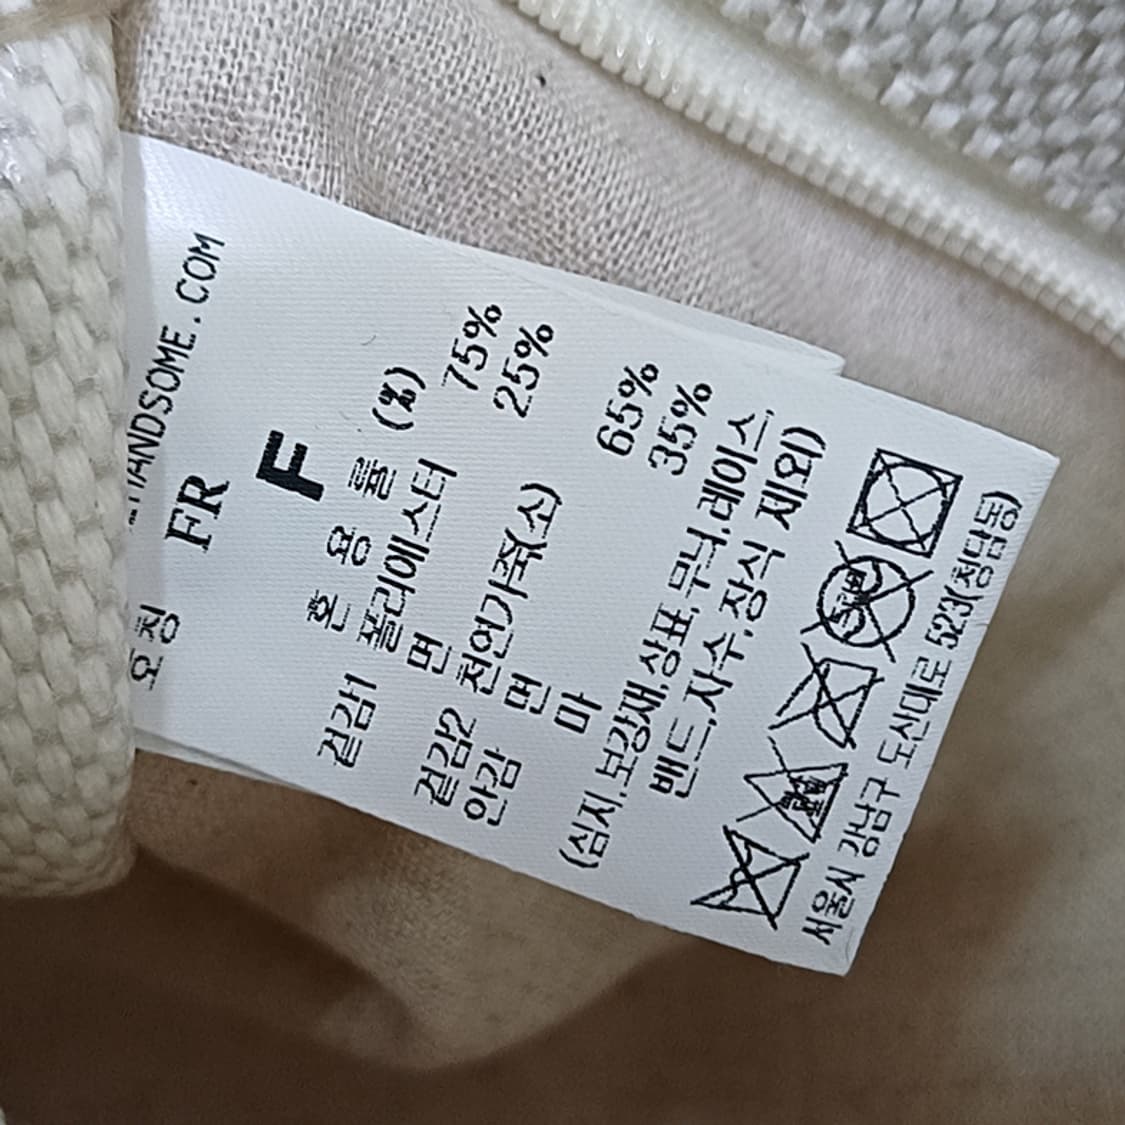 HANDSOME.COM
요청 FR
F
혼 용 률 (%)
겉감1 폴리에스터 75%
면 25%
겉감2 천연가죽(소)
안감 면 65%
마 35%
(심지,보강재,상표,무늬,레이스,
밴드,자수,장식 제외)
서울시 강남구 도산대로 523(청담동)